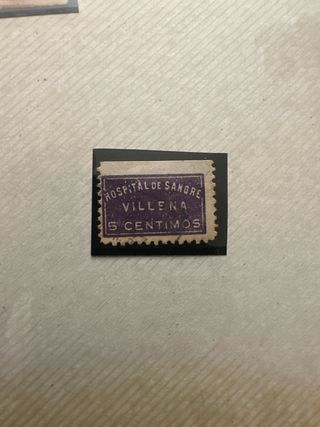 HOSPITAL DE SANGRE
VILLENA
5 CENTIMOS